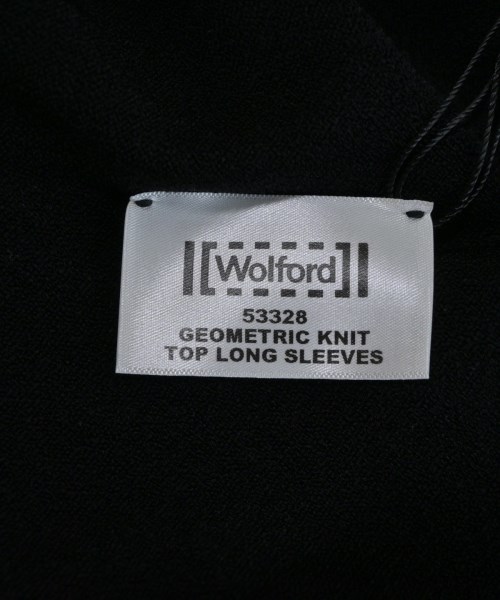 Wolford
53328
GEOMETRIC KNIT
TOP LONG SLEEVES